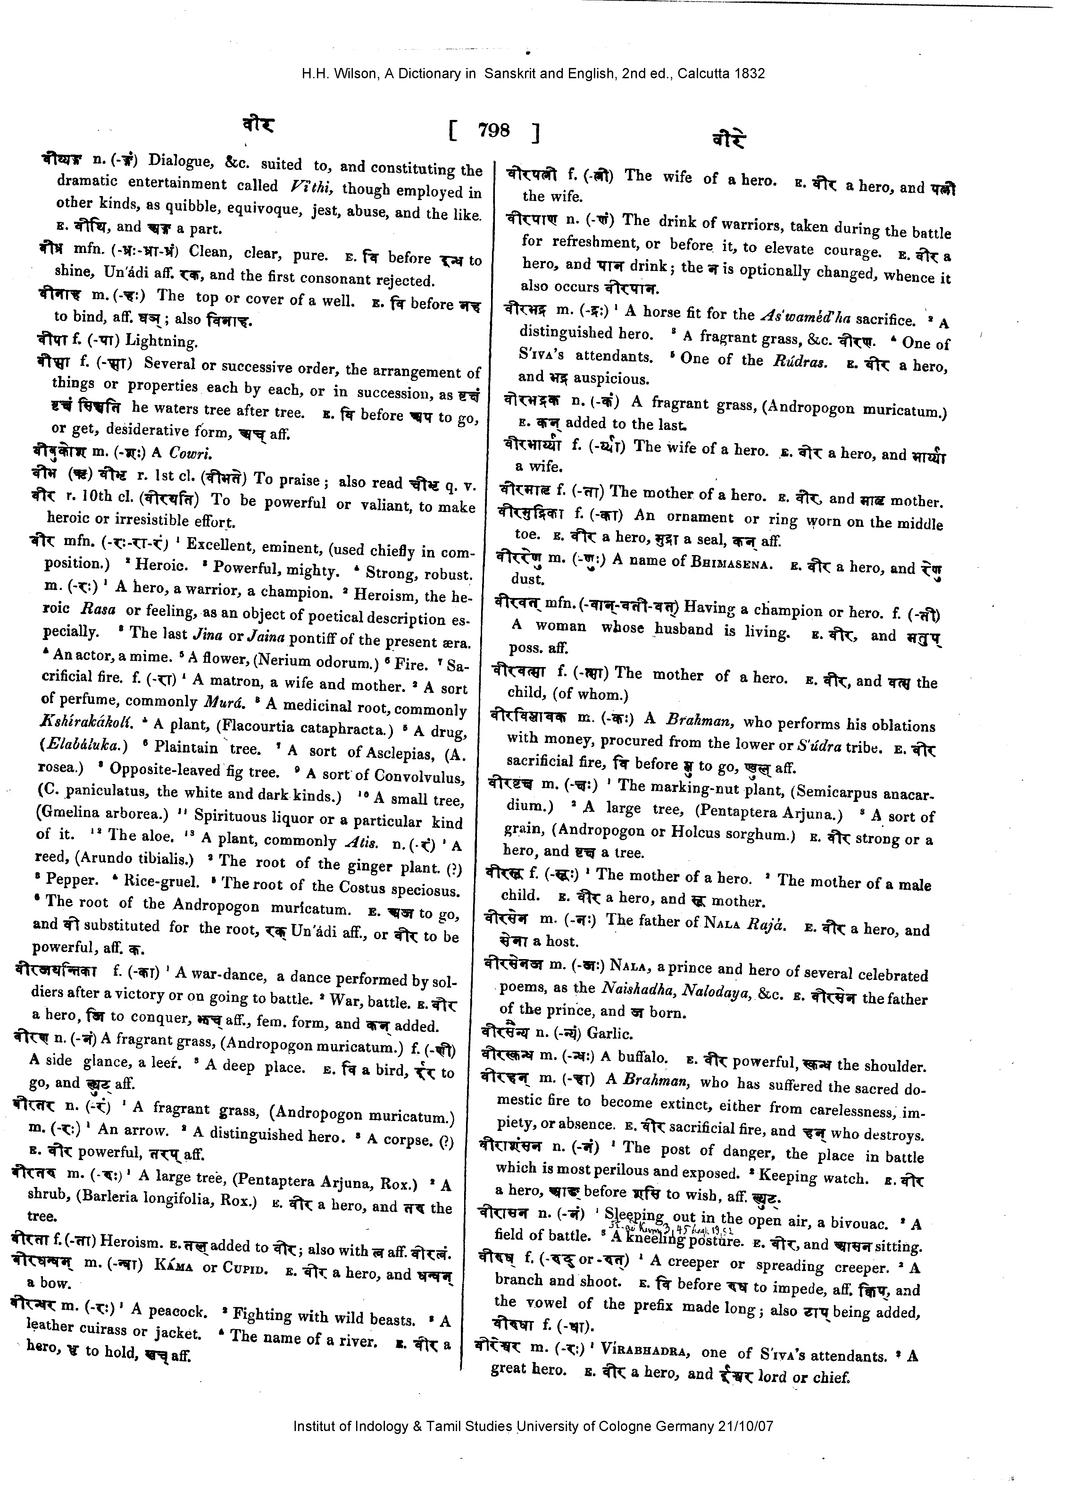 H.H. Wilson, A Dictionary in Sanskrit and English, 2nd ed., Calcutta 1832
वीर
[ 798 ]
वीरे
वीथ्यङ्ग n. (-ङ्गं) Dialogue, &c. suited to, and constituting the
dramatic entertainment called Vīthi, though employed in
other kinds, as quibble, equivoque, jest, abuse, and the like.
E. वीथि, and अङ्ग a part.
वीध्र mfn. (-ध्रः-ध्रा-ध्रं) Clean, clear, pure. E. वि before इन्ध to
shine, Un'ádi aff. रक्, and the first consonant rejected.
वीनाह m. (-हः) The top or cover of a well. E. वि before नह
to bind, aff. घञ्; also विनाह.
वीपा f. (-पा) Lightning.
वीप्सा f. (-प्सा) Several or successive order, the arrangement of
things or properties each by each, or in succession, as वृक्षं
वृक्षं सिञ्चति he waters tree after tree. E. वि before आप to go,
or get, desiderative form, अच् aff.
वीबुकोश m. (-शः) A Cowri.
वीभ (ऋ) वीभृ r. 1st cl. (वीभते) To praise; also read चीभृ q. v.
वीर r. 10th cl. (वीरयति) To be powerful or valiant, to make
heroic or irresistible effort.
वीर mfn. (-रः-रा-रं) ¹ Excellent, eminent, (used chiefly in com-
position.) ² Heroic. ³ Powerful, mighty. ⁴ Strong, robust.
m. (-रः) ¹ A hero, a warrior, a champion. ² Heroism, the he-
roic Rasa or feeling, as an object of poetical description es-
pecially. ³ The last Jina or Jaina pontiff of the present æra.
⁴ An actor, a mime. ⁵ A flower, (Nerium odorum.) ⁶ Fire. ⁷ Sa-
crificial fire. f. (-रा) ¹ A matron, a wife and mother. ² A sort
of perfume, commonly Murá. ³ A medicinal root, commonly
Kshírakákolí. ⁴ A plant, (Flacourtia cataphracta.) ⁵ A drug,
(Elabáluka.) ⁶ Plaintain tree. ⁷ A sort of Asclepias, (A.
rosea.) ⁸ Opposite-leaved fig tree. ⁹ A sort of Convolvulus,
(C. paniculatus, the white and dark kinds.) ¹⁰ A small tree,
(Gmelina arborea.) ¹¹ Spirituous liquor or a particular kind
of it. ¹² The aloe. ¹³ A plant, commonly Atis. n. (-रं) ¹ A
reed, (Arundo tibialis.) ² The root of the ginger plant. (?)
³ Pepper. ⁴ Rice-gruel. ⁵ The root of the Costus speciosus.
⁶ The root of the Andropogon muricatum. E. अज to go,
and वी substituted for the root, रक् Un'ádi aff., or वीर to be
powerful, aff. क.
वीरजयन्तिका f. (-का) ¹ A war-dance, a dance performed by sol-
diers after a victory or on going to battle. ² War, battle. E. वीर
a hero, जि to conquer, झच् aff., fem. form, and कन् added.
वीरण n. (-नं) A fragrant grass, (Andropogon muricatum.) f. (-णी)
A side glance, a leer. ² A deep place. E. वि a bird, ईर to
go, and ल्युट aff.
वीरतर n. (-रं) ¹ A fragrant grass, (Andropogon muricatum.)
m. (-रः) ¹ An arrow. ² A distinguished hero. ³ A corpse. (?)
E. वीर powerful, तरप् aff.
वीरतरु m. (-रुः) ¹ A large tree, (Pentaptera Arjuna, Rox.) ² A
shrub, (Barleria longifolia, Rox.) E. वीर a hero, and तरु the
tree.
वीरता f. (-ता) Heroism. E. तल् added to वीर; also with त्व aff. वीरत्वं.
वीरधन्वन् m. (-न्वा) KÁMA or CUPID. E. वीर a hero, and धन्वन्
a bow.
वीरन्धर m. (-रः) ¹ A peacock. ² Fighting with wild beasts. ³ A
leather cuirass or jacket. ⁴ The name of a river. E. वीर a
hero, धृ to hold, खच् aff.
वीरपत्नी f. (-त्नी) The wife of a hero. E. वीर a hero, and पत्नी
the wife.
वीरपाण n. (-णं) The drink of warriors, taken during the battle
for refreshment, or before it, to elevate courage. E. वीर a
hero, and पान drink; the न is optionally changed, whence it
also occurs वीरपान.
वीरभद्र m. (-द्रः) ¹ A horse fit for the As'waméd'ha sacrifice. ² A
distinguished hero. ³ A fragrant grass, &c. वीरण. ⁴ One of
S'IVA's attendants. ⁵ One of the Rúdras. E. वीर a hero,
and भद्र auspicious.
वीरभद्रक n. (-कं) A fragrant grass, (Andropogon muricatum.)
E. कन् added to the last.
वीरभार्य्या f. (-र्य्या) The wife of a hero. E. वीर a hero, and भार्य्या
a wife.
वीरमातृ f. (-ता) The mother of a hero. E. वीर, and मातृ mother.
वीरमुद्रिका f. (-का) An ornament or ring worn on the middle
toe. E. वीर a hero, मुद्रा a seal, कन् aff.
वीररेणु m. (-णुः) A name of BHIMASENA. E. वीर a hero, and रेणु
dust.
वीरवत् mfn. (-वान्-वती-वत्) Having a champion or hero. f. (-ती)
A woman whose husband is living. E. वीर, and मतुप्
poss. aff.
वीरवत्सा f. (-त्सा) The mother of a hero. E. वीर, and वत्स the
child, (of whom.)
वीरविप्लावक m. (-कः) A Brahman, who performs his oblations
with money, procured from the lower or S'údra tribe. E. वीर
sacrificial fire, वि before प्लु to go, ण्वुल् aff.
वीरवृक्ष m. (-क्षः) ¹ The marking-nut plant, (Semicarpus anacar-
dium.) ² A large tree, (Pentaptera Arjuna.) ³ A sort of
grain, (Andropogon or Holcus sorghum.) E. वीर strong or a
hero, and वृक्ष a tree.
वीरसू f. (-सूः) ¹ The mother of a hero. ² The mother of a male
child. E. वीर a hero, and सू mother.
वीरसेन m. (-नः) The father of NALA Rajá. E. वीर a hero, and
सेना a host.
वीरसेनज m. (-जः) NALA, a prince and hero of several celebrated
poems, as the Naishadha, Nalodaya, &c. E. वीरसेन the father
of the prince, and ज born.
वीरसैन्य n. (-न्यं) Garlic.
वीरस्कन्ध m. (-न्धः) A buffalo. E. वीर powerful, स्कन्ध the shoulder.
वीरहन् m. (-हा) A Brahman, who has suffered the sacred do-
mestic fire to become extinct, either from carelessness, im-
piety, or absence. E. वीर sacrificial fire, and हन् who destroys.
वीराशंसन n. (-नं) ¹ The post of danger, the place in battle
which is most perilous and exposed. ² Keeping watch. E. वीर
a hero, आङ् before शसि to wish, aff. ल्युट्.
वीरासन n. (-नं) ¹ Sleeping out in the open air, a bivouac. ² A
field of battle. ³ A kneeling posture. E. वीर, and आसन sitting.
वीरुध् f. (-रुद् or -रुत्) ¹ A creeper or spreading creeper. ² A
branch and shoot. E. वि before रुध to impede, aff. क्विप्, and
the vowel of the prefix made long; also टाप् being added,
वीरुधा f. (-धा).
वीरेश्वर m. (-रः) ¹ VÍRABHADRA, one of S'IVA's attendants. ² A
great hero. E. वीर a hero, and ईश्वर lord or chief.
Institut of Indology & Tamil Studies University of Cologne Germany 21/10/07